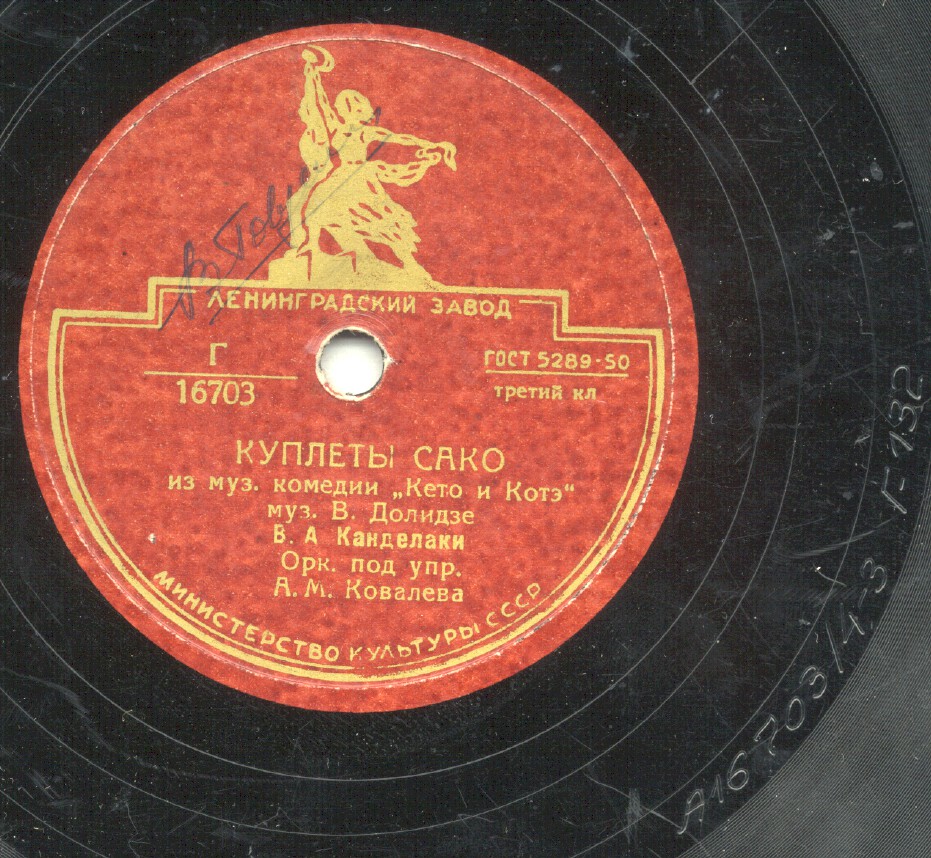 ЛЕНИНГРАДСКИЙ ЗАВОД
Г
16703
ГОСТ 5289-50
третий кл
КУПЛЕТЫ САКО
из муз. комедии „Кето и Котэ“
муз. В. Долидзе
В. А Канделаки
Орк. под упр.
А. М. Ковалева
МИНИСТЕРСТВО КУЛЬТУРЫ СССР
А16703/4-3 Г-132